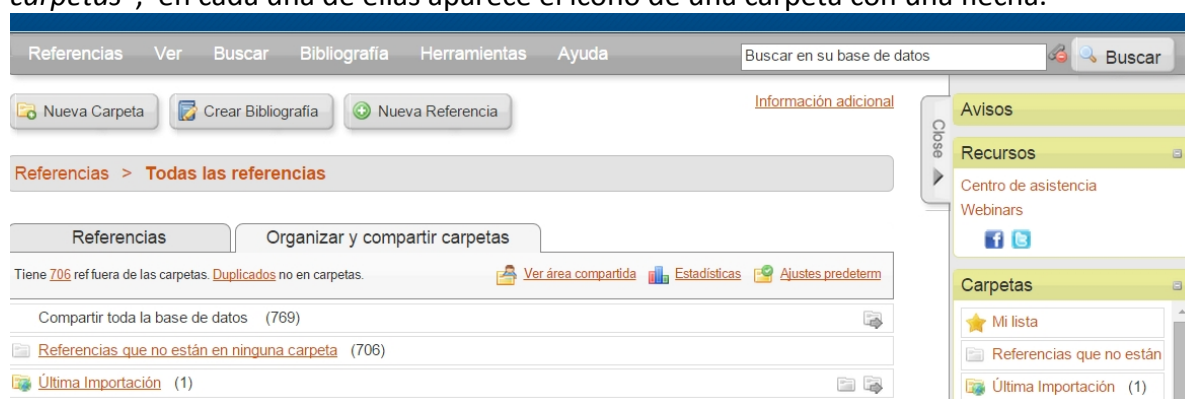 carpetas", en cada una de ellas aparece el icono de una carpeta con una flecha.
Referencias Ver Buscar Bibliografía Herramientas Ayuda Buscar en su base de datos Buscar
Nueva Carpeta Crear Bibliografía Nueva Referencia Información adicional
Close
Avisos
Referencias > Todas las referencias
Recursos
Centro de asistencia
Webinars
Referencias Organizar y compartir carpetas
Tiene 706 ref fuera de las carpetas. Duplicados no en carpetas. Ver área compartida Estadísticas Ajustes predeterm
Carpetas
Compartir toda la base de datos (769)
Mi lista
Referencias que no están en ninguna carpeta (706)
Referencias que no están
Última Importación (1)
Última Importación (1)